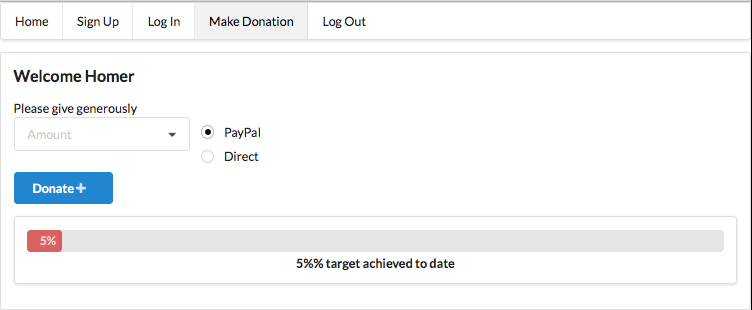 Home Sign Up Log In Make Donation Log Out
Welcome Homer
Please give generously
Amount
PayPal
Direct
Donate+
5%
5%% target achieved to date